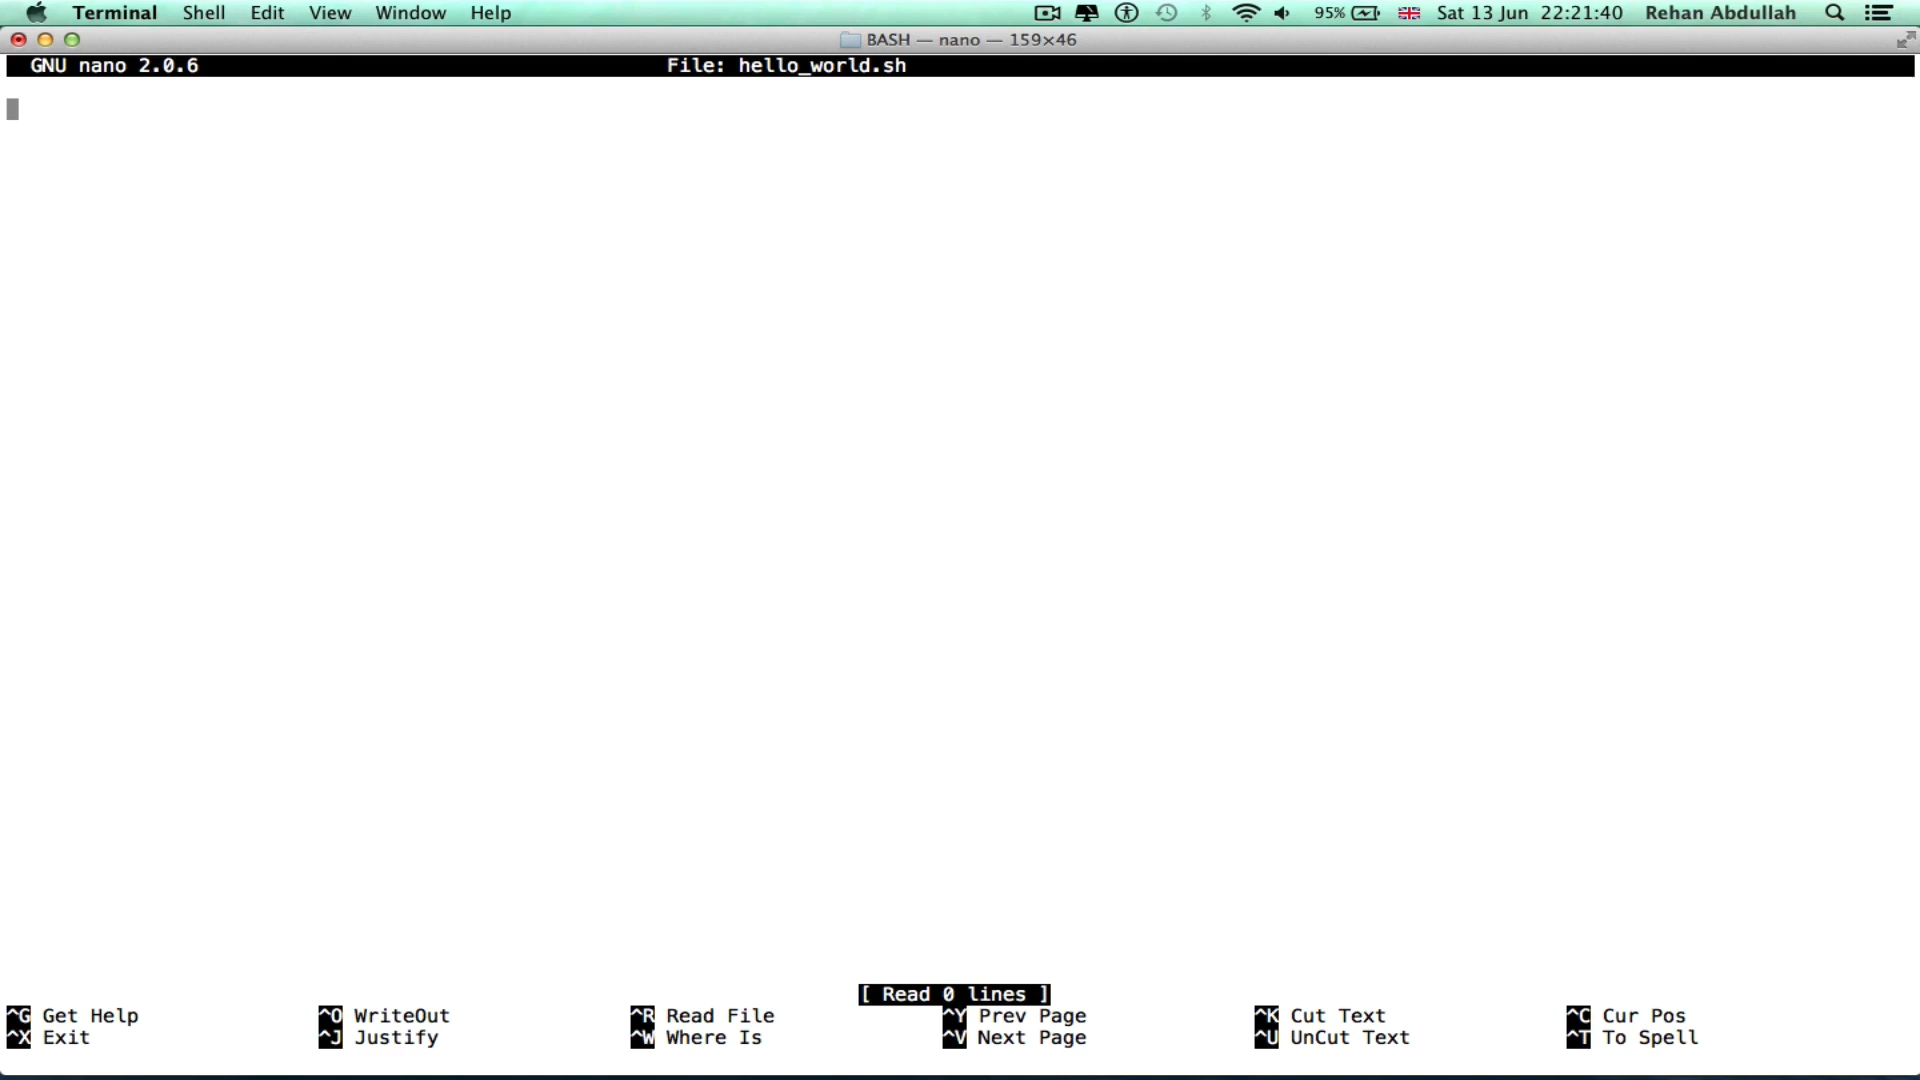 Terminal Shell Edit View Window Help 95% Sat 13 Jun 22:21:40 Rehan Abdullah
BASH — nano — 159×46
GNU nano 2.0.6 File: hello_world.sh
[ Read 0 lines ]
^G Get Help ^O WriteOut ^R Read File ^Y Prev Page ^K Cut Text ^C Cur Pos
^X Exit ^J Justify ^W Where Is ^V Next Page ^U UnCut Text ^T To Spell